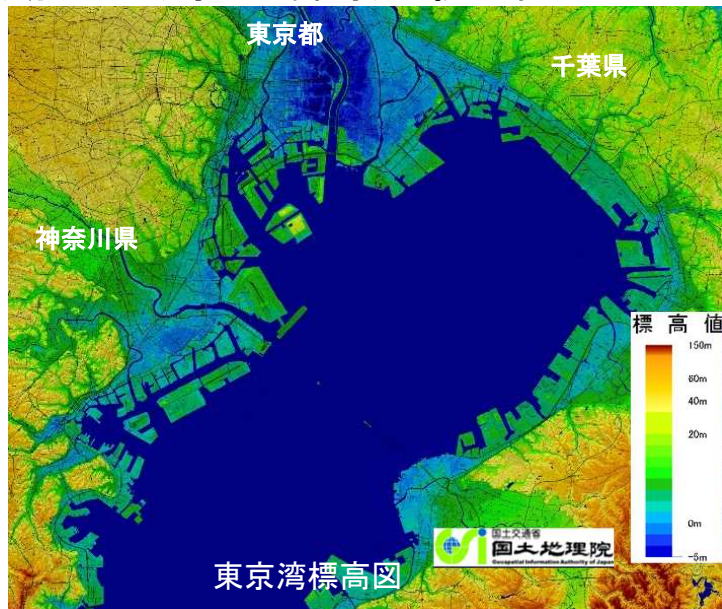 東京都
千葉県
神奈川県
標 高 値
150m
60m
40m
20m
0m
-5m
国土交通省
国土地理院
Geospatial Information Authority of Japan
東京湾標高図